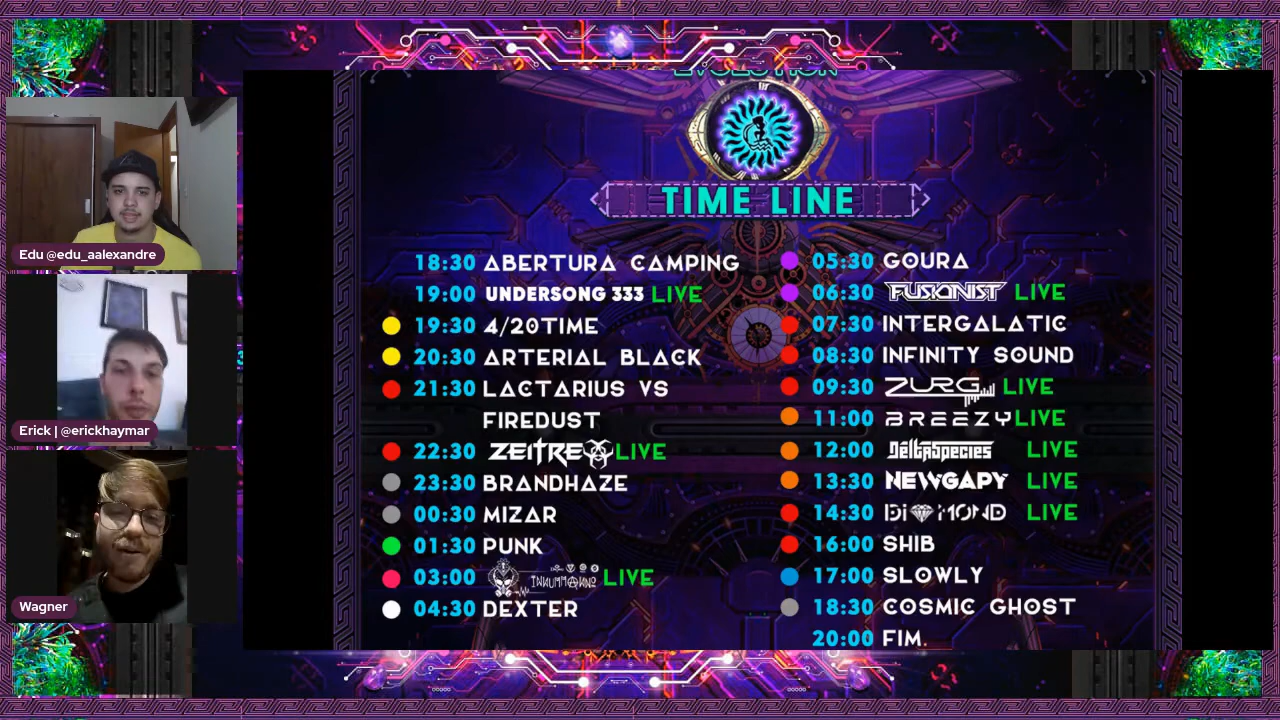 EVOLUTION
TIME LINE
18:30 ABERTURA CAMPING
19:00 UNDERSONG 333 LIVE
19:30 4/20TIME
20:30 ARTERIAL BLACK
21:30 LACTARIUS VS
FIREDUST
22:30 ZEITRE LIVE
23:30 BRANDHAZE
00:30 MIZAR
01:30 PUNK
03:00 LIVE
04:30 DEXTER
05:30 GOURA
06:30 FUSIONIST LIVE
07:30 INTERGALATIC
08:30 INFINITY SOUND
09:30 ZURG LIVE
11:00 BREEZY LIVE
12:00 DELTASPECIES LIVE
13:30 NEWGAPY LIVE
14:30 DIAMOND LIVE
16:00 SHIB
17:00 SLOWLY
18:30 COSMIC GHOST
20:00 FIM.
Edu @edu_aalexandre
Erick | @erickhaymar
Wagner